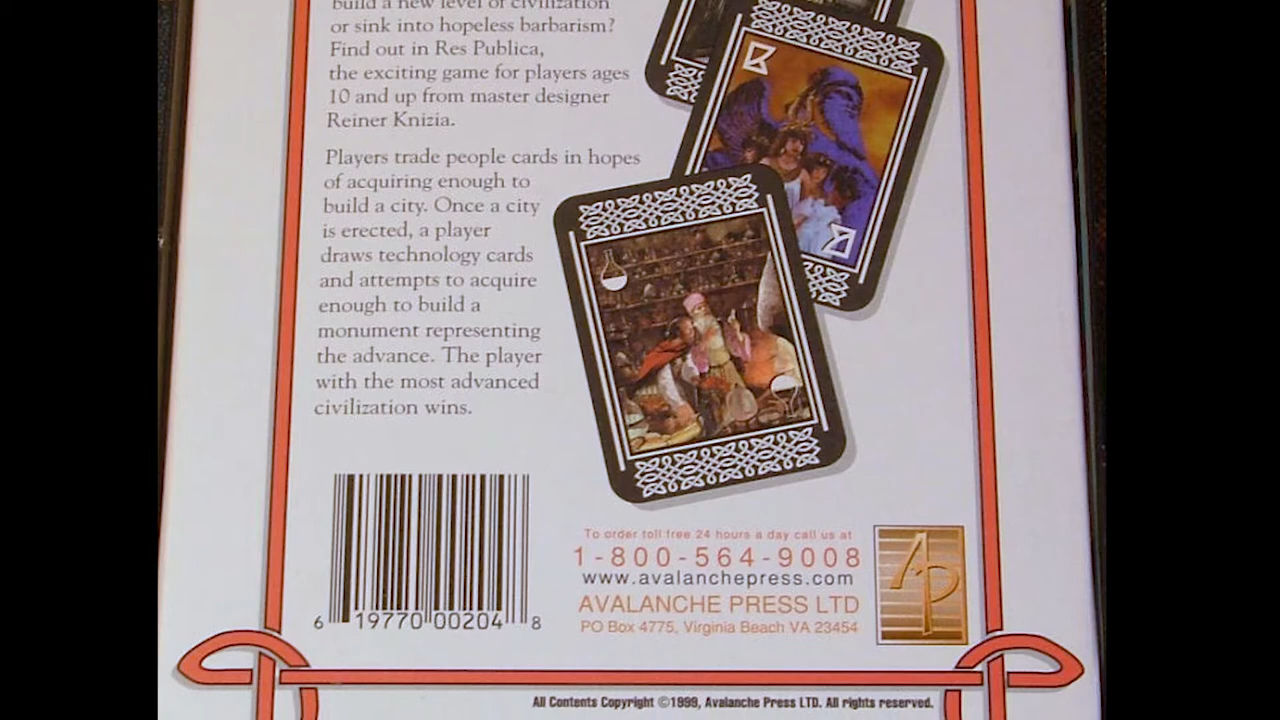 build a new level of civilization
or sink into hopeless barbarism?
Find out in Res Publica,
the exciting game for players ages
10 and up from master designer
Reiner Knizia.
Players trade people cards in hopes
of acquiring enough to
build a city. Once a city
is erected, a player
draws technology cards
and attempts to acquire
enough to build a
monument representing
the advance. The player
with the most advanced
civilization wins.
6 19770 00204 8
To order toll free 24 hours a day call us at
1-800-564-9008
www.avalanchepress.com
AVALANCHE PRESS LTD
PO Box 4775, Virginia Beach VA 23454
AP
All Contents Copyright ©1999, Avalanche Press LTD. All rights reserved.